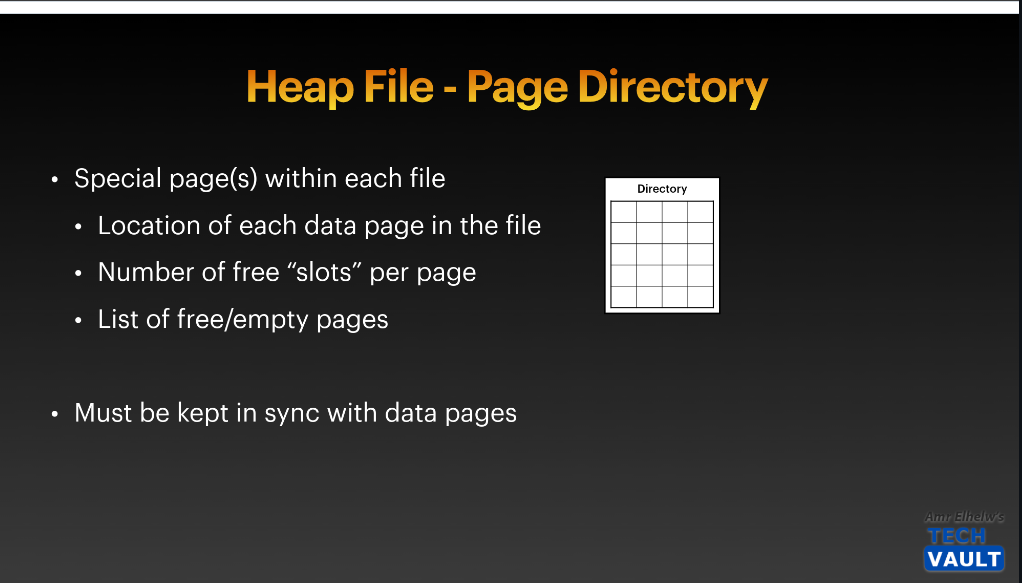 Heap File - Page Directory
• Special page(s) within each file
• Location of each data page in the file
• Number of free “slots” per page
• List of free/empty pages
• Must be kept in sync with data pages
Directory
Amr Elhelw's
TECH
VAULT